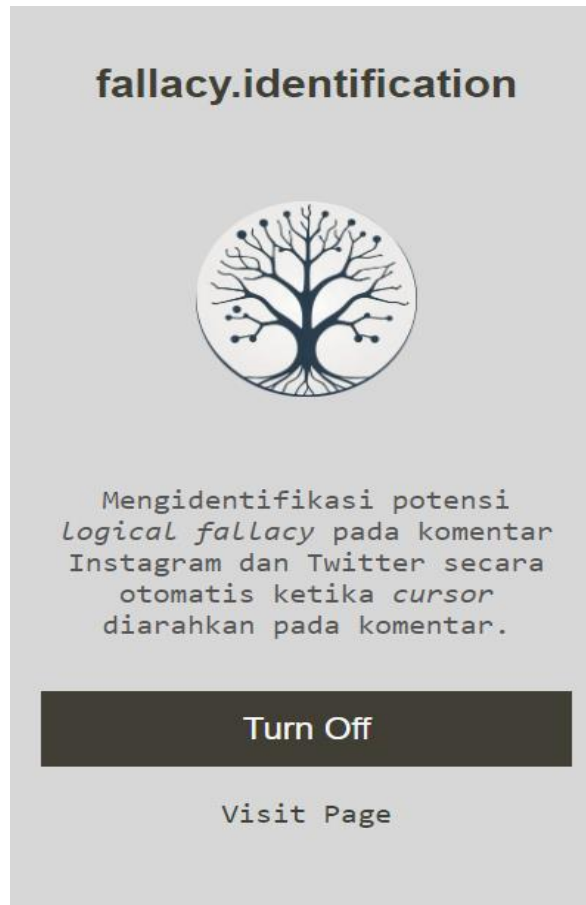 fallacy.identification
Mengidentifikasi potensi
logical fallacy pada komentar
Instagram dan Twitter secara
otomatis ketika cursor
diarahkan pada komentar.
Turn Off
Visit Page